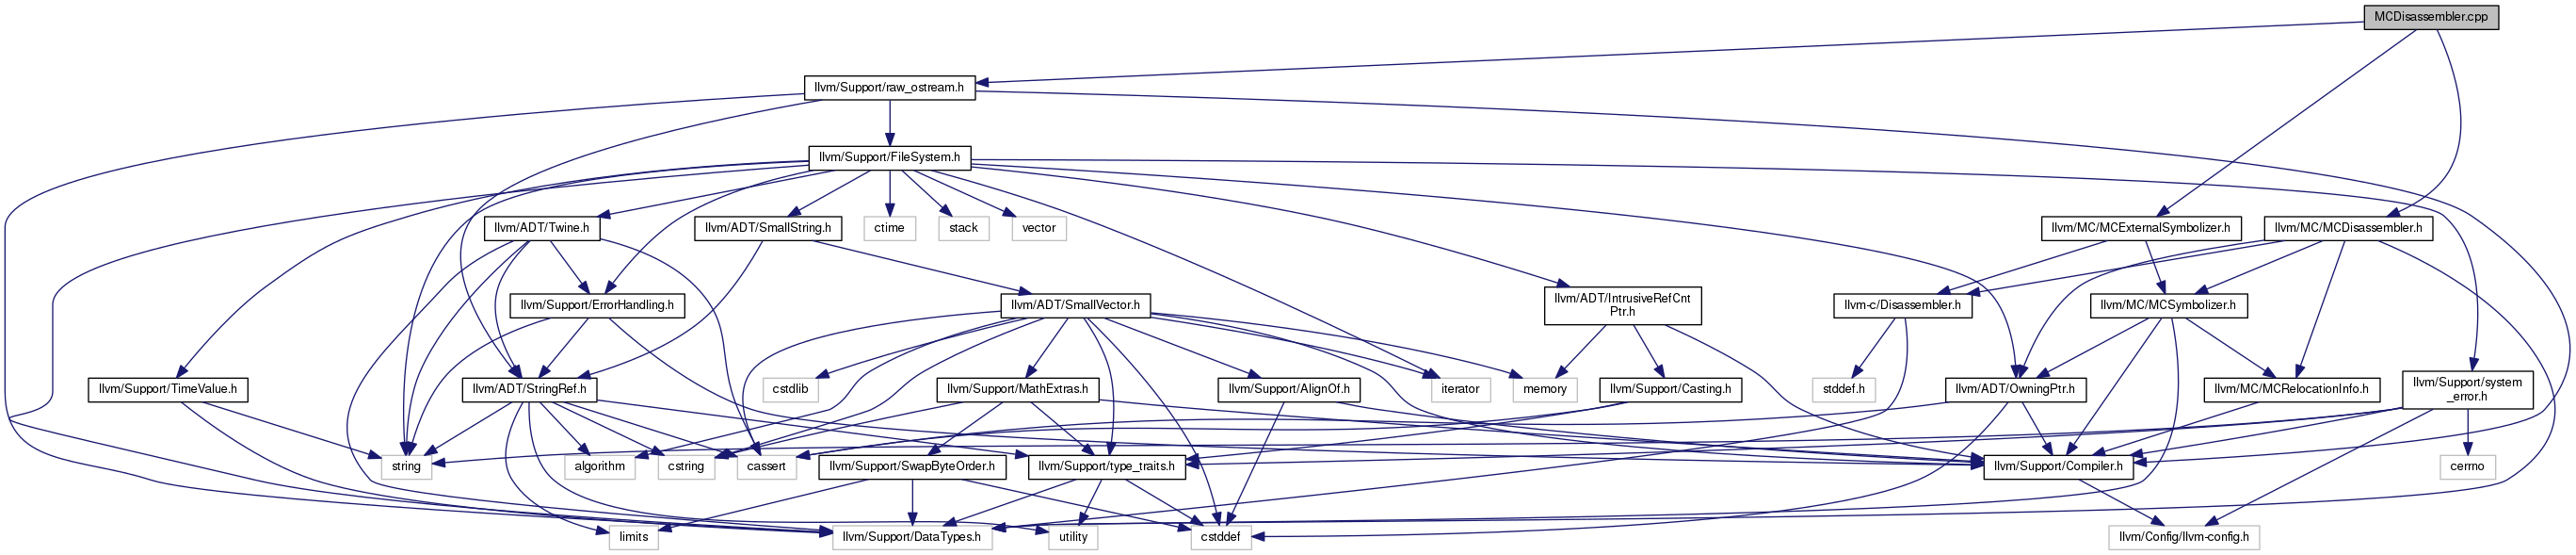 MCDisassembler.cpp
llvm/Support/raw_ostream.h
llvm/Support/FileSystem.h
llvm/ADT/Twine.h
llvm/ADT/SmallString.h
ctime
stack
vector
llvm/MC/MCExternalSymbolizer.h
llvm/MC/MCDisassembler.h
llvm/Support/ErrorHandling.h
llvm/ADT/SmallVector.h
llvm/ADT/IntrusiveRefCnt
Ptr.h
llvm-c/Disassembler.h
llvm/MC/MCSymbolizer.h
llvm/Support/TimeValue.h
llvm/ADT/StringRef.h
cstdlib
llvm/Support/MathExtras.h
llvm/Support/AlignOf.h
iterator
memory
llvm/Support/Casting.h
stddef.h
llvm/ADT/OwningPtr.h
llvm/MC/MCRelocationInfo.h
llvm/Support/system
_error.h
string
algorithm
cstring
cassert
llvm/Support/SwapByteOrder.h
llvm/Support/type_traits.h
llvm/Support/Compiler.h
cerrno
limits
llvm/Support/DataTypes.h
utility
cstddef
llvm/Config/llvm-config.h